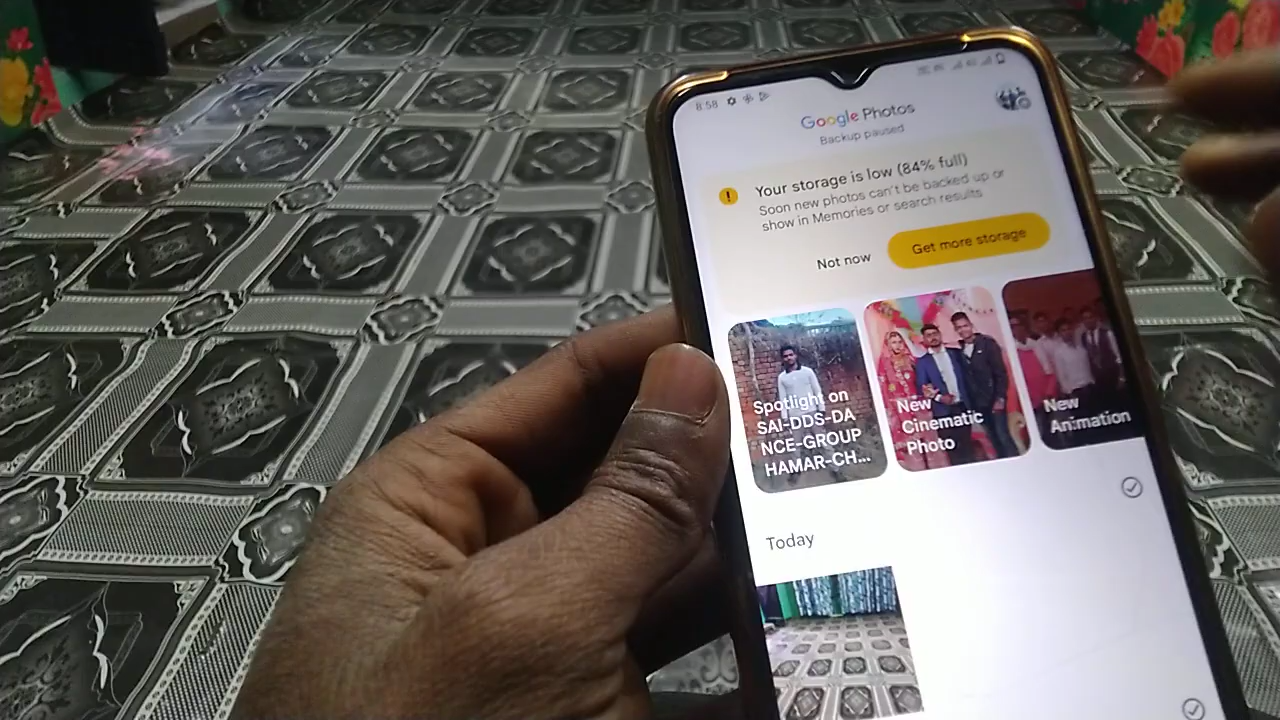 8:58
Google Photos
Backup paused
Your storage is low (84% full)
Soon new photos can't be backed up or
show in Memories or search results
Not now
Get more storage
Spotlight on
SAI-DDS-DA
NCE-GROUP
HAMAR-CH...
New
Cinematic
Photo
New
Animation
Today